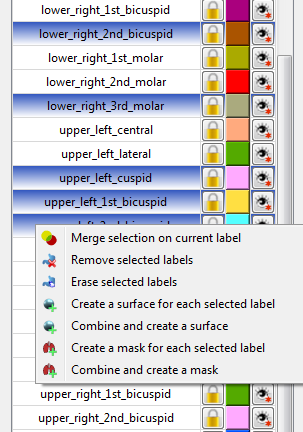 lower_right_1st_bicuspid
lower_right_2nd_bicuspid
lower_right_1st_molar
lower_right_2nd_molar
lower_right_3rd_molar
upper_left_central
upper_left_lateral
upper_left_cuspid
upper_left_1st_bicuspid
Merge selection on current label
Remove selected labels
Erase selected labels
Create a surface for each selected label
Combine and create a surface
Create a mask for each selected label
Combine and create a mask
upper_right_1st_bicuspid
upper_right_2nd_bicuspid